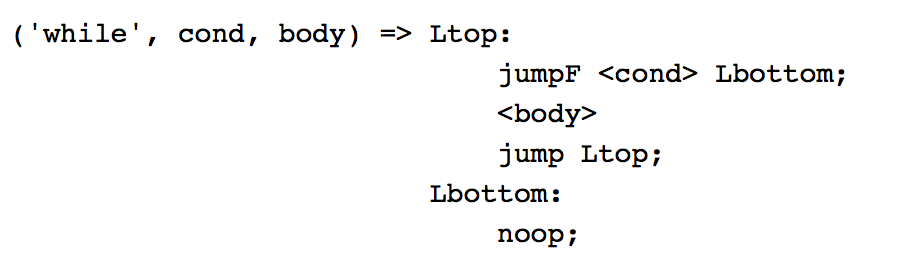 ('while', cond, body) => Ltop:
jumpF <cond> Lbottom;
<body>
jump Ltop;
Lbottom:
noop;